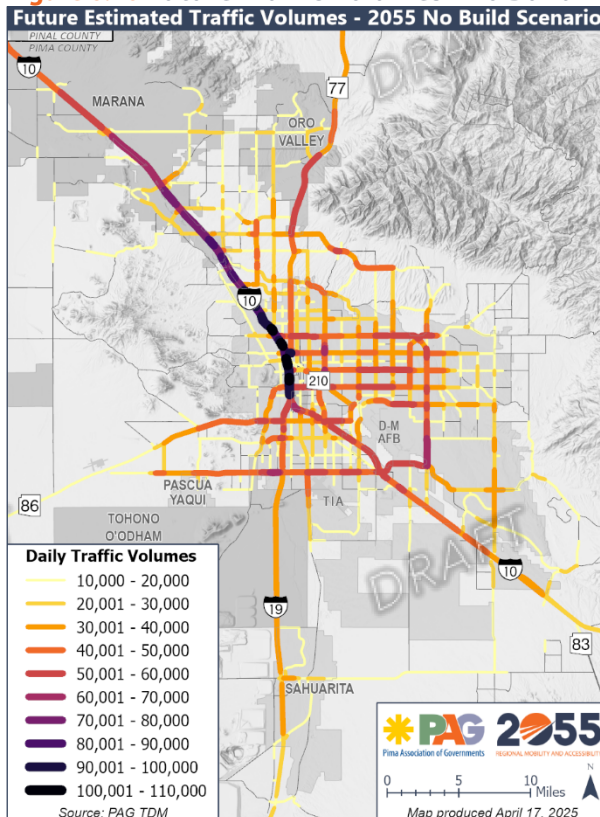 Future Estimated Traffic Volumes - 2055 No Build Scenario
PINAL COUNTY
PIMA COUNTY
10
MARANA
77
DRAFT
ORO
VALLEY
10
210
D-M
AFB
PASCUA
YAQUI
TIA
86
TOHONO
O'ODHAM
DRAFT
10
19
83
SAHUARITA
Daily Traffic Volumes
10,000 - 20,000
20,001 - 30,000
30,001 - 40,000
40,001 - 50,000
50,001 - 60,000
60,001 - 70,000
70,001 - 80,000
80,001 - 90,000
90,001 - 100,000
100,001 - 110,000
Source: PAG TDM
PAG
Pima Association of Governments
2055
REGIONAL MOBILITY AND ACCESSIBILITY
0 5 10
Miles
N
Map produced April 17, 2025